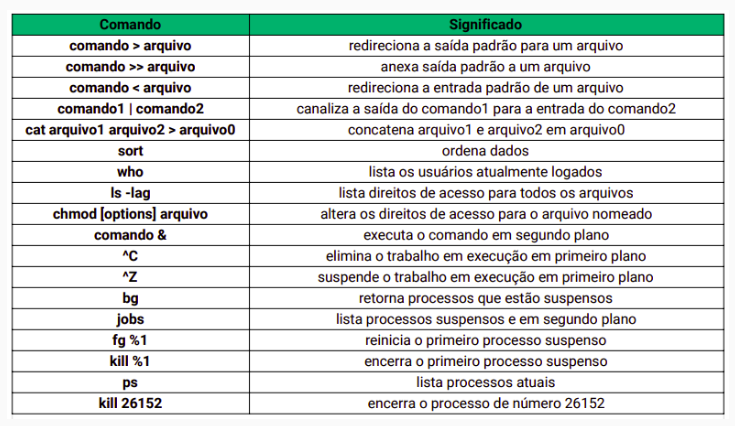 Comando Significado
comando > arquivo redireciona a saída padrão para um arquivo
comando >> arquivo anexa saída padrão a um arquivo
comando < arquivo redireciona a entrada padrão de um arquivo
comando1 | comando2 canaliza a saída do comando1 para a entrada do comando2
cat arquivo1 arquivo2 > arquivo0 concatena arquivo1 e arquivo2 em arquivo0
sort ordena dados
who lista os usuários atualmente logados
ls -lag lista direitos de acesso para todos os arquivos
chmod [options] arquivo altera os direitos de acesso para o arquivo nomeado
comando & executa o comando em segundo plano
^C elimina o trabalho em execução em primeiro plano
^Z suspende o trabalho em execução em primeiro plano
bg retorna processos que estão suspensos
jobs lista processos suspensos e em segundo plano
fg %1 reinicia o primeiro processo suspenso
kill %1 encerra o primeiro processo suspenso
ps lista processos atuais
kill 26152 encerra o processo de número 26152